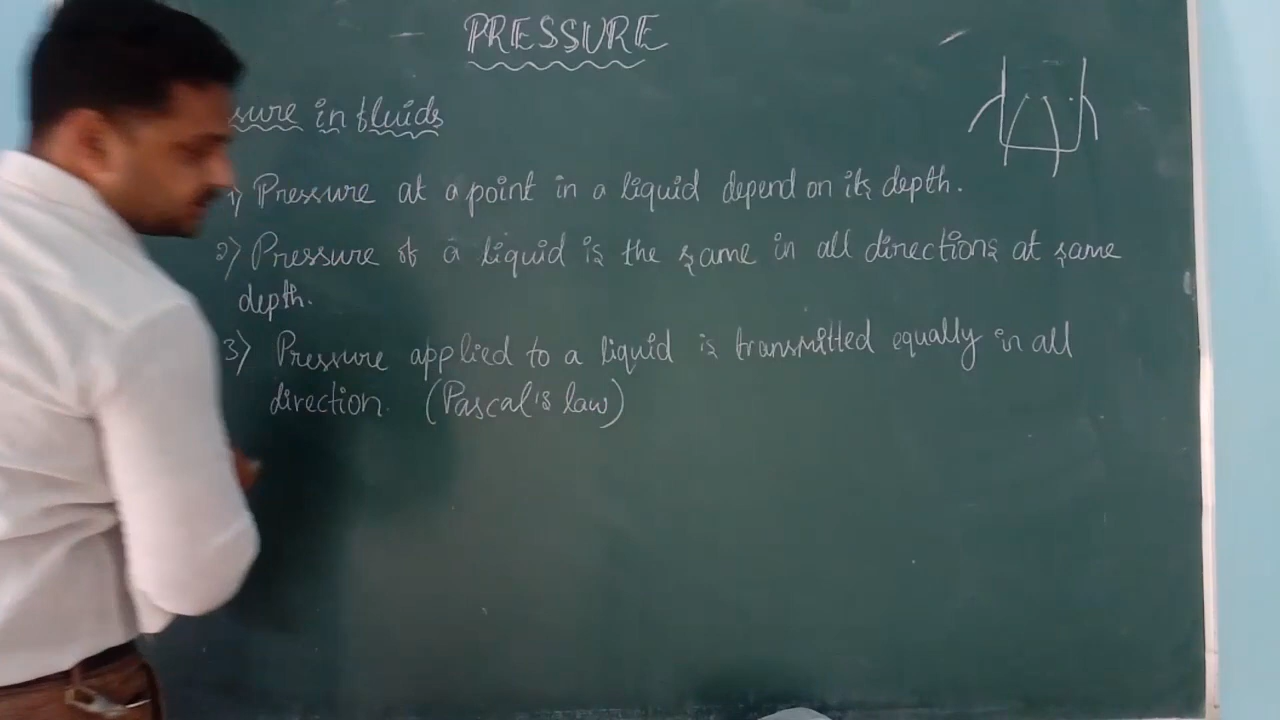 PRESSURE
sure in fluids
1) Pressure at a point in a liquid depend on its depth.
2) Pressure of a liquid is the same in all directions at same
depth.
3) Pressure applied to a liquid is transmitted equally in all
direction. (Pascal's law)